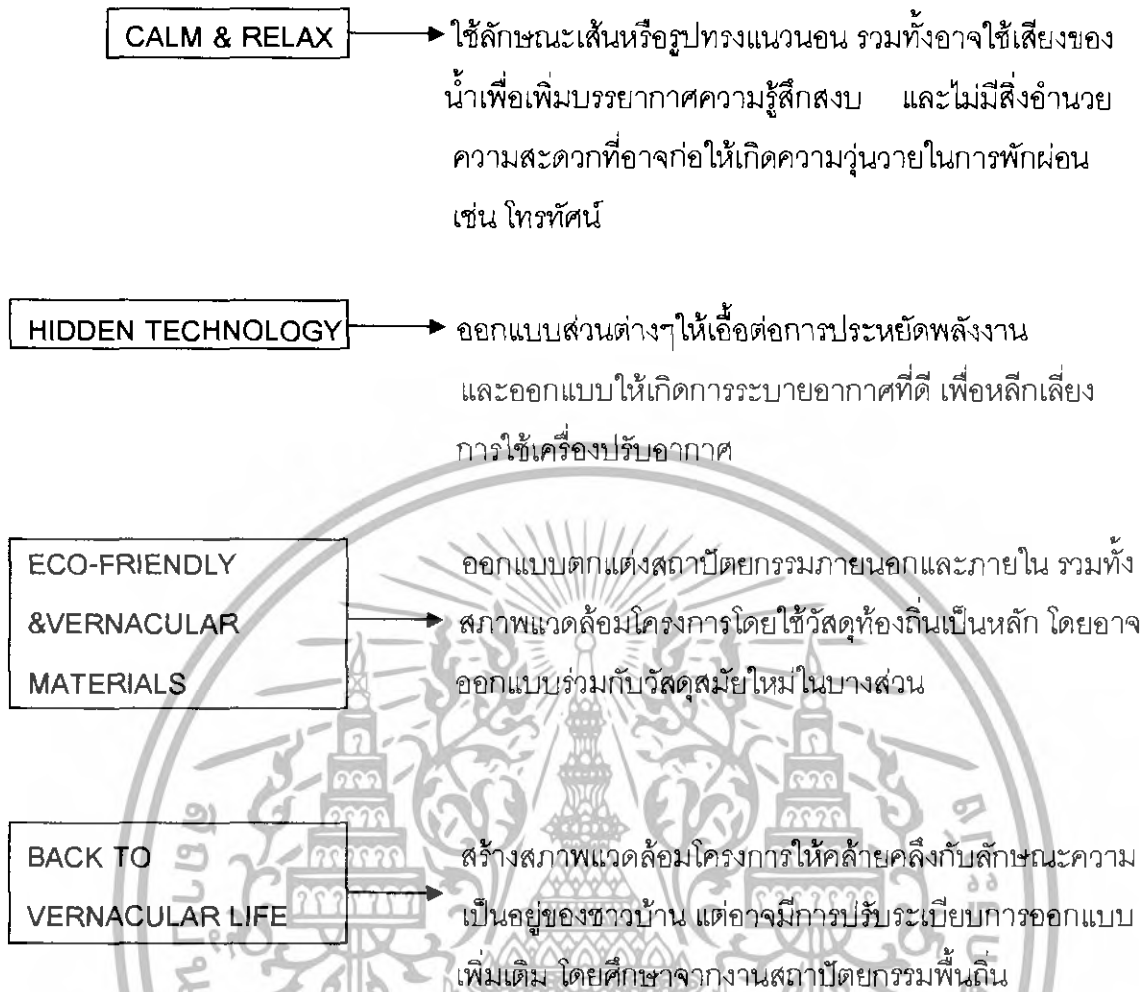 CALM & RELAX
ใช้ลักษณะเส้นหรือรูปทรงแนวนอน รวมทั้งอาจใช้เสียงของ
น้ำเพื่อเพิ่มบรรยากาศความรู้สึกสงบ และไม่มีสิ่งอำนวย
ความสะดวกที่อาจก่อให้เกิดความวุ่นวายในการพักผ่อน
เช่น โทรทัศน์
HIDDEN TECHNOLOGY
ออกแบบส่วนต่างๆให้เอื้อต่อการประหยัดพลังงาน
และออกแบบให้เกิดการระบายอากาศที่ดี เพื่อหลีกเลี่ยง
การใช้เครื่องปรับอากาศ
ECO-FRIENDLY
&VERNACULAR
MATERIALS
ออกแบบตกแต่งสถาปัตยกรรมภายนอกและภายใน รวมทั้ง
สภาพแวดล้อมโครงการโดยใช้วัสดุท้องถิ่นเป็นหลัก โดยอาจ
ออกแบบร่วมกับวัสดุสมัยใหม่ในบางส่วน
BACK TO
VERNACULAR LIFE
สร้างสภาพแวดล้อมโครงการให้คล้ายคลึงกับลักษณะความ
เป็นอยู่ของชาวบ้าน แต่อาจมีการปรับระเบียบการออกแบบ
เพิ่มเติม โดยศึกษาจากงานสถาปัตยกรรมพื้นถิ่น